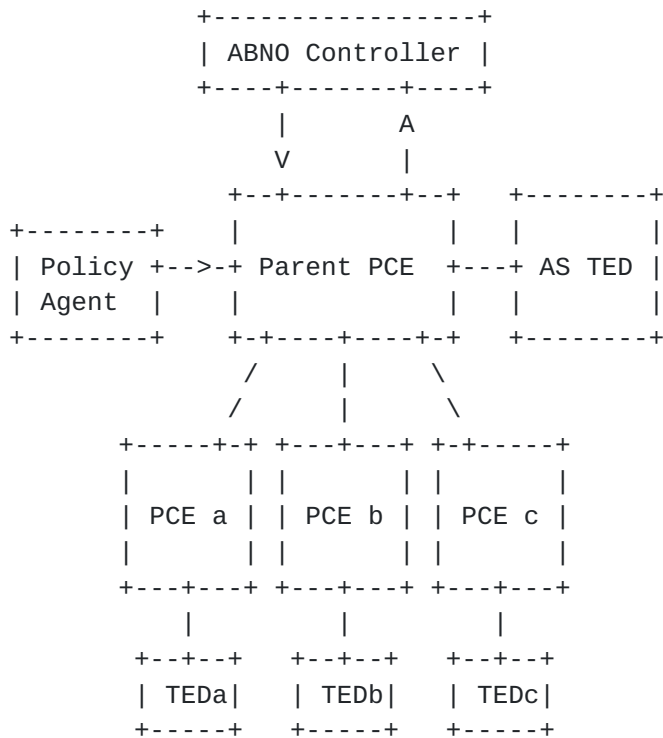 ABNO Controller
A
V
Policy Parent PCE AS TED
Agent
PCE a PCE b PCE c
TEDa TEDb TEDc